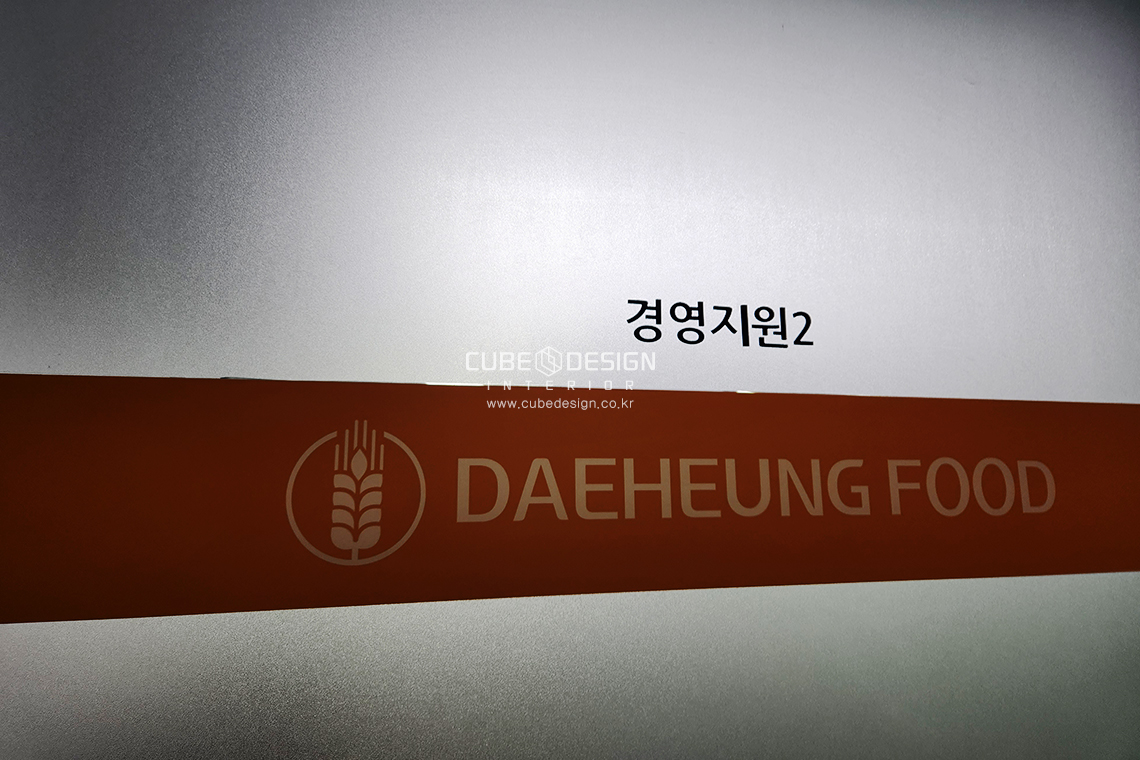 경영지원2
CUBE DESIGN
INTERIOR
www.cubedesign.co.kr
DAEHEUNG FOOD